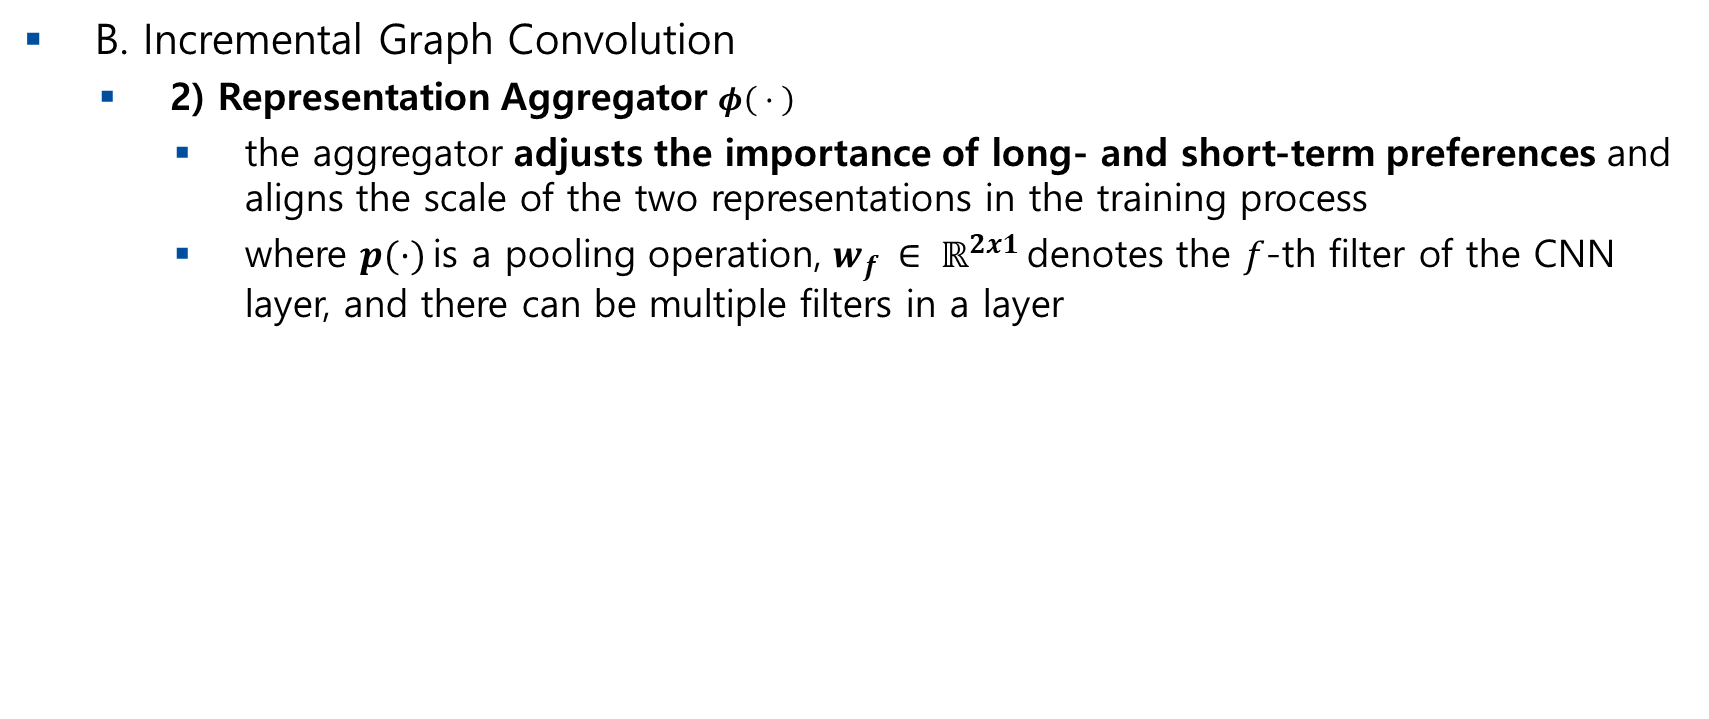 ▪ B. Incremental Graph Convolution
▪ 2) Representation Aggregator ϕ(·)
▪ the aggregator adjusts the importance of long- and short-term preferences and
aligns the scale of the two representations in the training process
▪ where p(·) is a pooling operation, w_f ∈ ℝ^{2x1} denotes the f-th filter of the CNN
layer, and there can be multiple filters in a layer